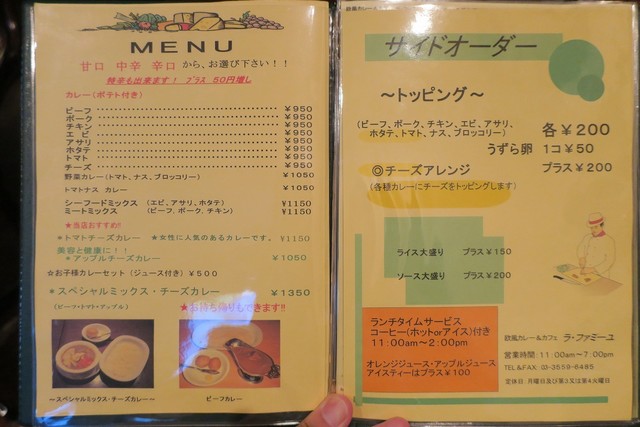 MENU
甘口 中辛 辛口 から、お選び下さい！！
特辛も出来ます！ プラス 50円増し
カレー（ポテト付き）
ビーフ ¥950
ポーク ¥950
チキン ¥950
エビ ¥950
アサリ ¥950
ホタテ ¥950
トマト ¥950
チーズ ¥950
野菜カレー（トマト、ナス、ブロッコリー） ¥1050
トマトナス カレー ¥1050
シーフードミックス （エビ、アサリ、ホタテ） ¥1150
ミートミックス （ビーフ、ポーク、チキン） ¥1150
★当店おすすめ!!
＊トマトチーズカレー ★女性に人気のあるカレーです。 ¥1150
美容と健康に！！
＊アップルチーズカレー ¥1050
☆お子様カレーセット（ジュース付き）¥500
＊スペシャルミックス・チーズカレー ¥1350
（ビーフ・トマト・アップル）
★お持ち帰りもできます!!
～スペシャルミックス・チーズカレー～
ビーフカレー
サイドオーダー
～トッピング～
（ビーフ、ポーク、チキン、エビ、アサリ、
ホタテ、トマト、ナス、ブロッコリー） 各¥200
うずら卵 1コ¥50
◎チーズアレンジ プラス¥200
（各種カレーにチーズをトッピングします）
ライス大盛り プラス¥150
ソース大盛り プラス¥200
ランチタイムサービス
コーヒー（ホットorアイス）付き
11:00am～2:00pm
オレンジジュース・アップルジュース
アイスティーはプラス¥100
欧風カレー＆カフェ ラ・ファミーユ
営業時間：11:00am～7:00pm
TEL&FAX: 03-3559-6485
定休日：月曜日及び第3又は第4火曜日